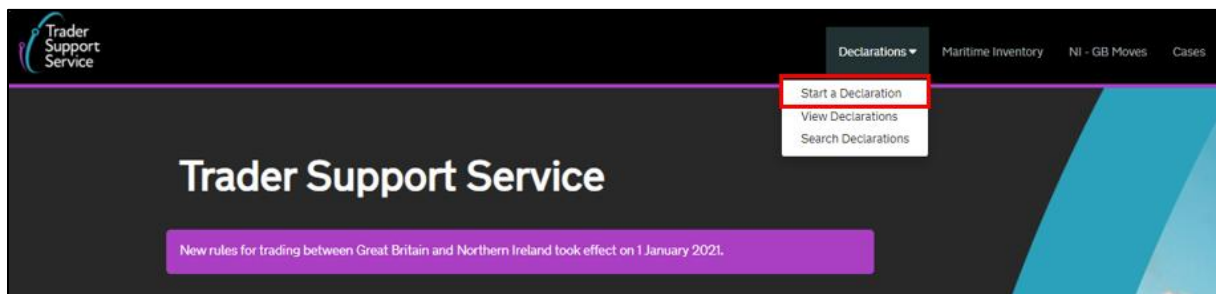 Trader
Support
Service
Declarations
Maritime Inventory
NI - GB Moves
Cases
Start a Declaration
View Declarations
Search Declarations
Trader Support Service
New rules for trading between Great Britain and Northern Ireland took effect on 1 January 2021.